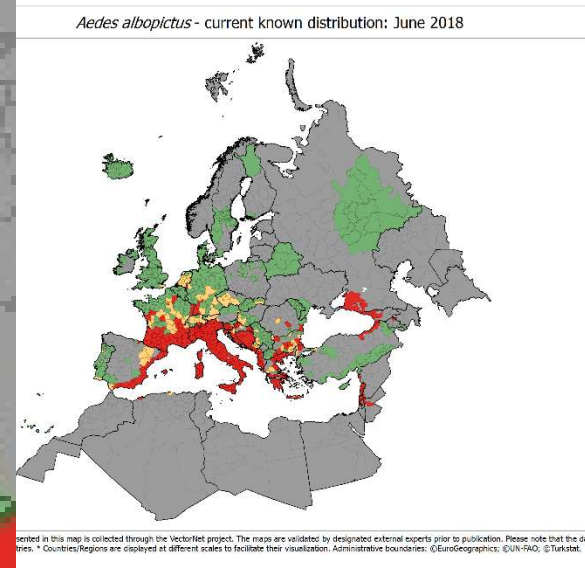 Aedes albopictus - current known distribution: June 2018
sented in this map is collected through the VectorNet project. The maps are validated by designated external experts prior to publication. Please note that the da
tries. * Countries/Regions are displayed at different scales to facilitate their visualization. Administrative boundaries: ©EuroGeographics; ©UN-FAO; ©Turkstat.